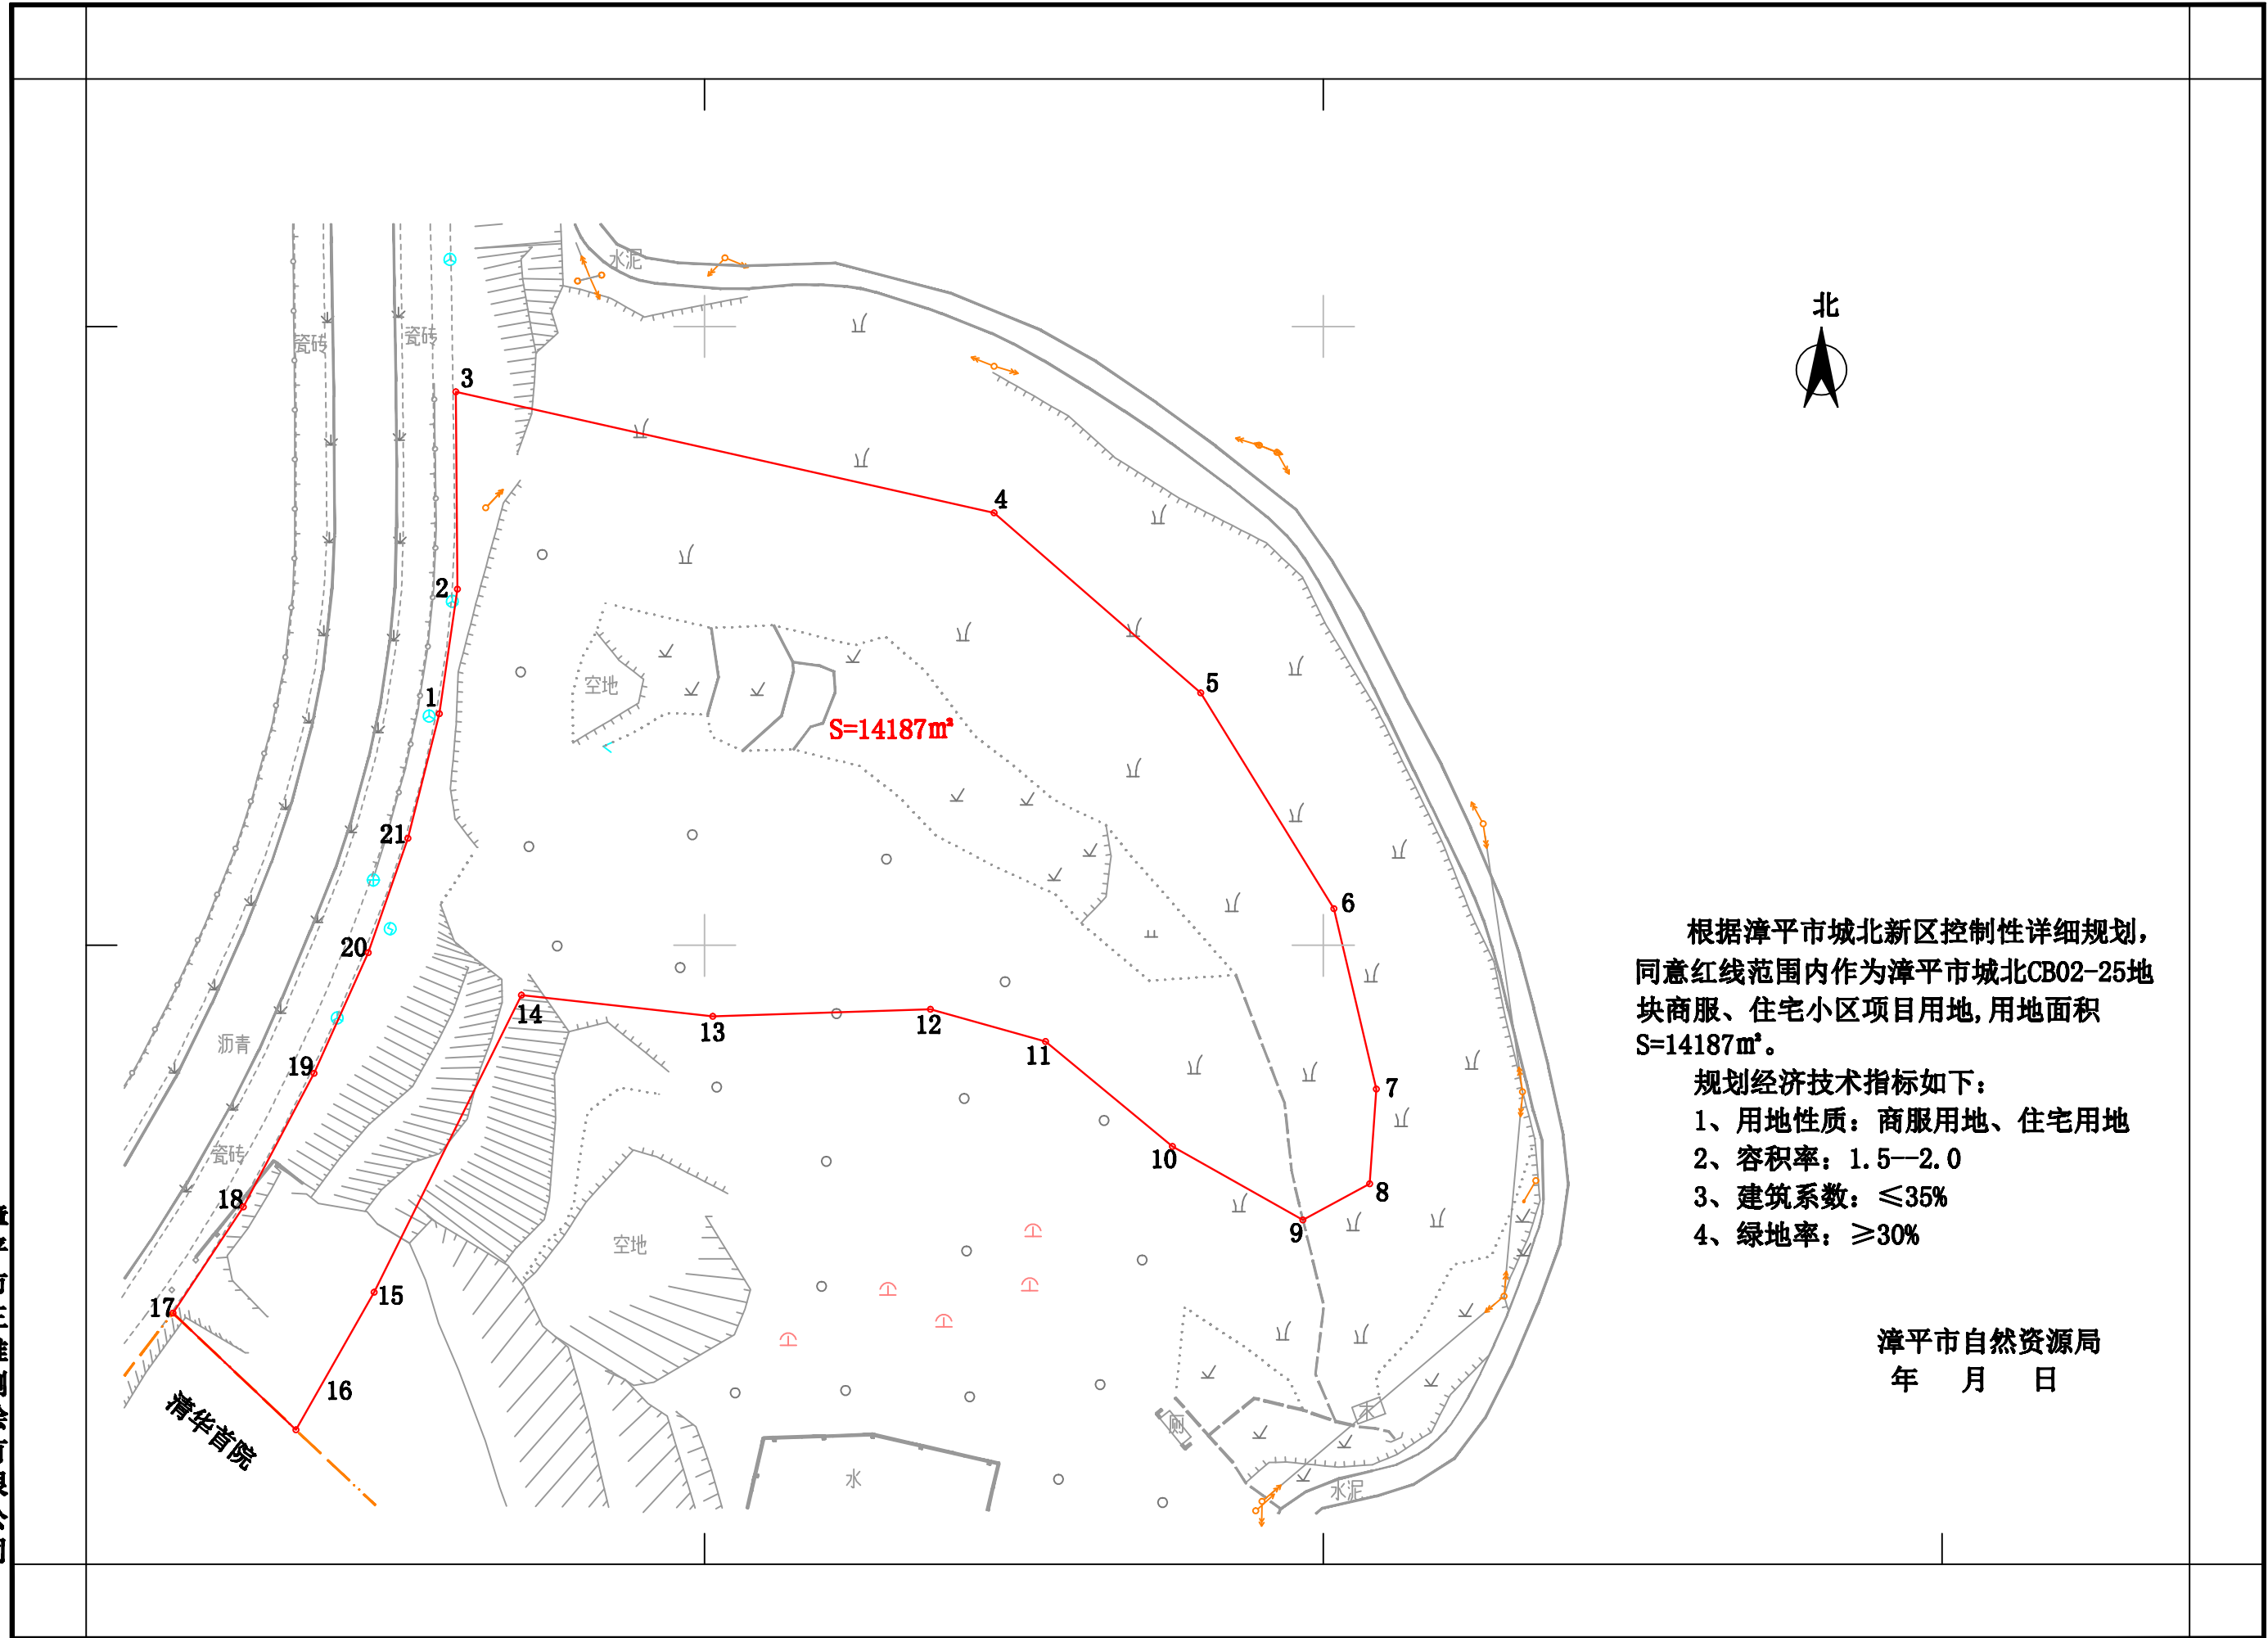 水泥
北
瓷砖
瓷砖
3
4
2
空地
5
1
S=14187㎡
21
6
20
根据漳平市城北新区控制性详细规划，
同意红线范围内作为漳平市城北CB02-25地
块商服、住宅小区项目用地,用地面积
S=14187㎡。
规划经济技术指标如下：
1、用地性质：商服用地、住宅用地
2、容积率：1.5--2.0
3、建筑系数：≤35%
4、绿地率：≥30%
14
13
12
11
沥青
19
7
瓷砖
10
8
18
9
空地
15
17
16
清华首院
漳平市自然资源局
年 月 日
厕
水
水
水泥